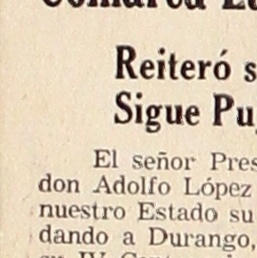 Reiteró s
Sigue Pu
El señor Pres
don Adolfo López
nuestro Estado su
dando a Durango,